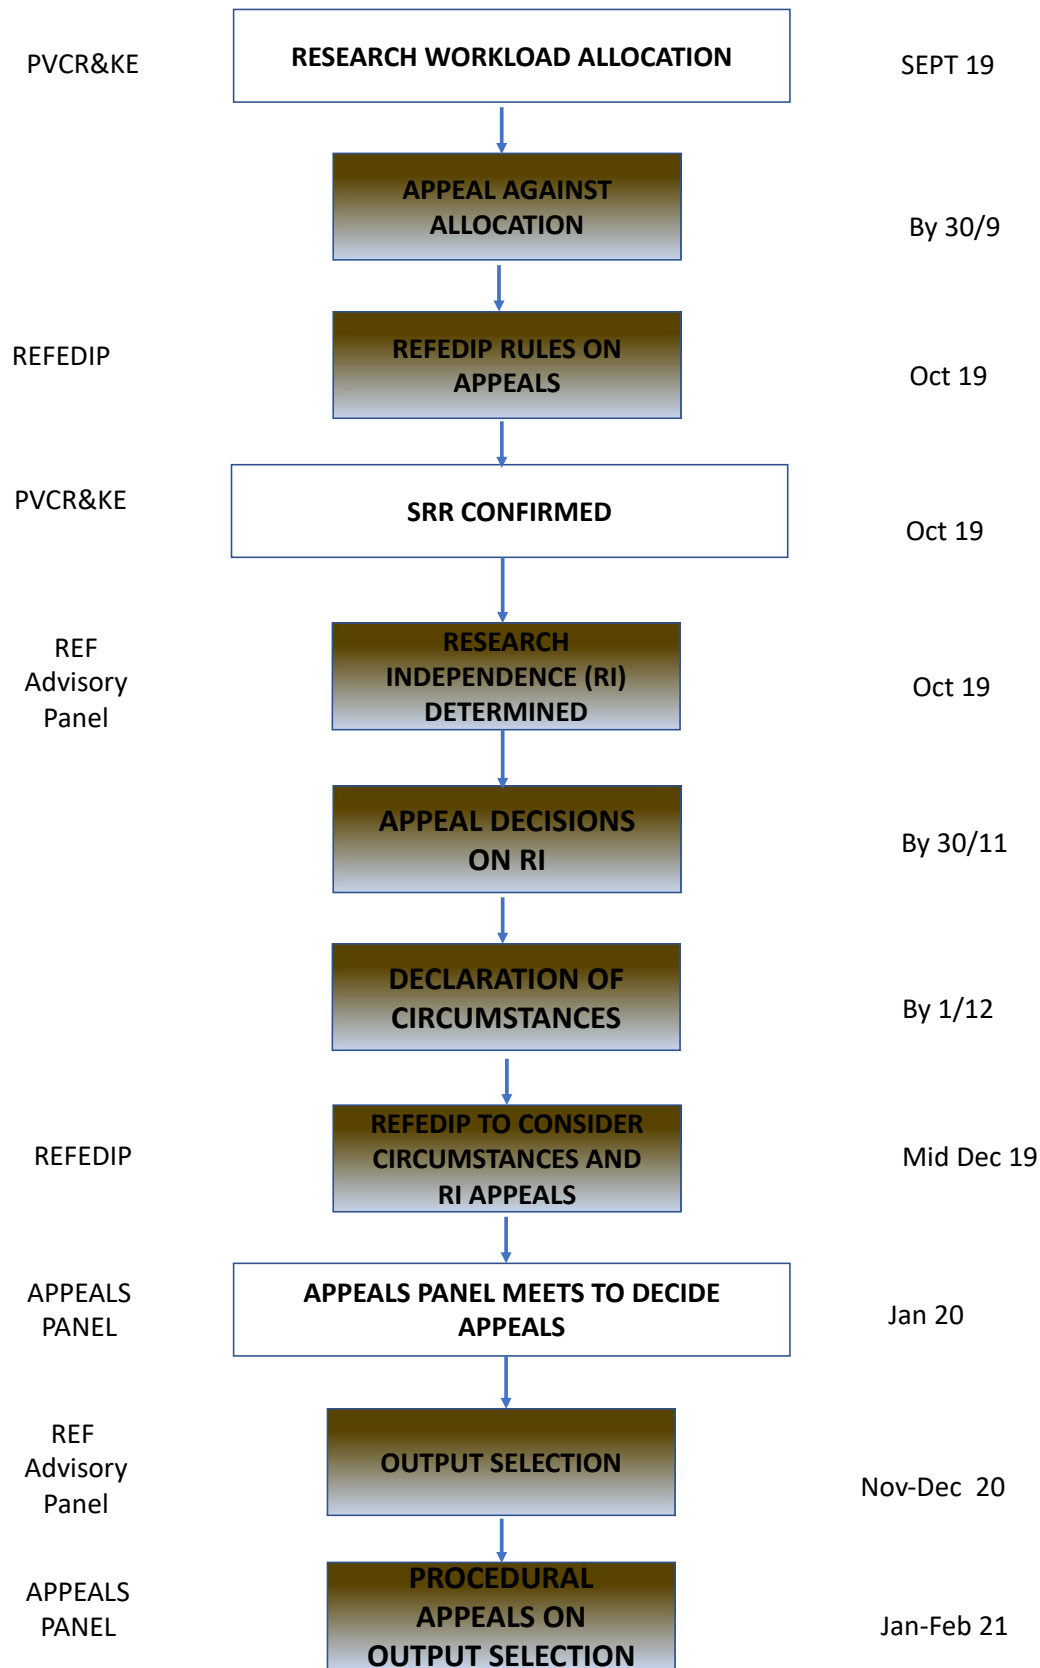 PVCR&KE
RESEARCH WORKLOAD ALLOCATION
SEPT 19
APPEAL AGAINST
ALLOCATION
By 30/9
REFEDIP
REFEDIP RULES ON
APPEALS
Oct 19
PVCR&KE
SRR CONFIRMED
Oct 19
REF
Advisory
Panel
RESEARCH
INDEPENDENCE (RI)
DETERMINED
Oct 19
APPEAL DECISIONS
ON RI
By 30/11
DECLARATION OF
CIRCUMSTANCES
By 1/12
REFEDIP
REFEDIP TO CONSIDER
CIRCUMSTANCES AND
RI APPEALS
Mid Dec 19
APPEALS
PANEL
APPEALS PANEL MEETS TO DECIDE
APPEALS
Jan 20
REF
Advisory
Panel
OUTPUT SELECTION
Nov-Dec  20
APPEALS
PANEL
PROCEDURAL
APPEALS ON
OUTPUT SELECTION
Jan-Feb 21